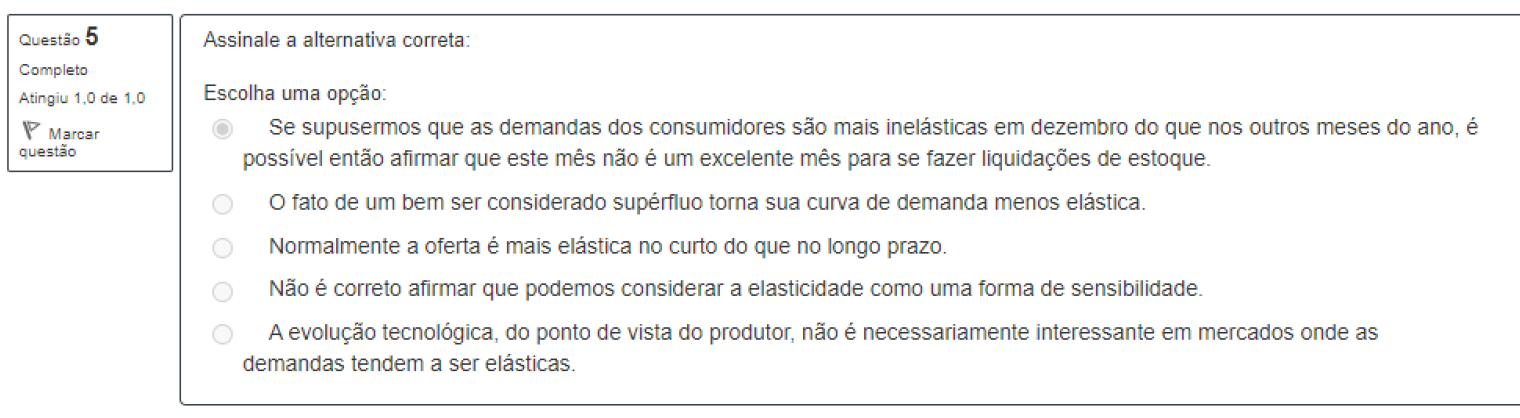 Questão 5
Completo
Atingiu 1,0 de 1,0
Marcar
questão
Assinale a alternativa correta:
Escolha uma opção:
Se supusermos que as demandas dos consumidores são mais inelásticas em dezembro do que nos outros meses do ano, é
possível então afirmar que este mês não é um excelente mês para se fazer liquidações de estoque.
O fato de um bem ser considerado supérfluo torna sua curva de demanda menos elástica.
Normalmente a oferta é mais elástica no curto do que no longo prazo.
Não é correto afirmar que podemos considerar a elasticidade como uma forma de sensibilidade.
A evolução tecnológica, do ponto de vista do produtor, não é necessariamente interessante em mercados onde as
demandas tendem a ser elásticas.